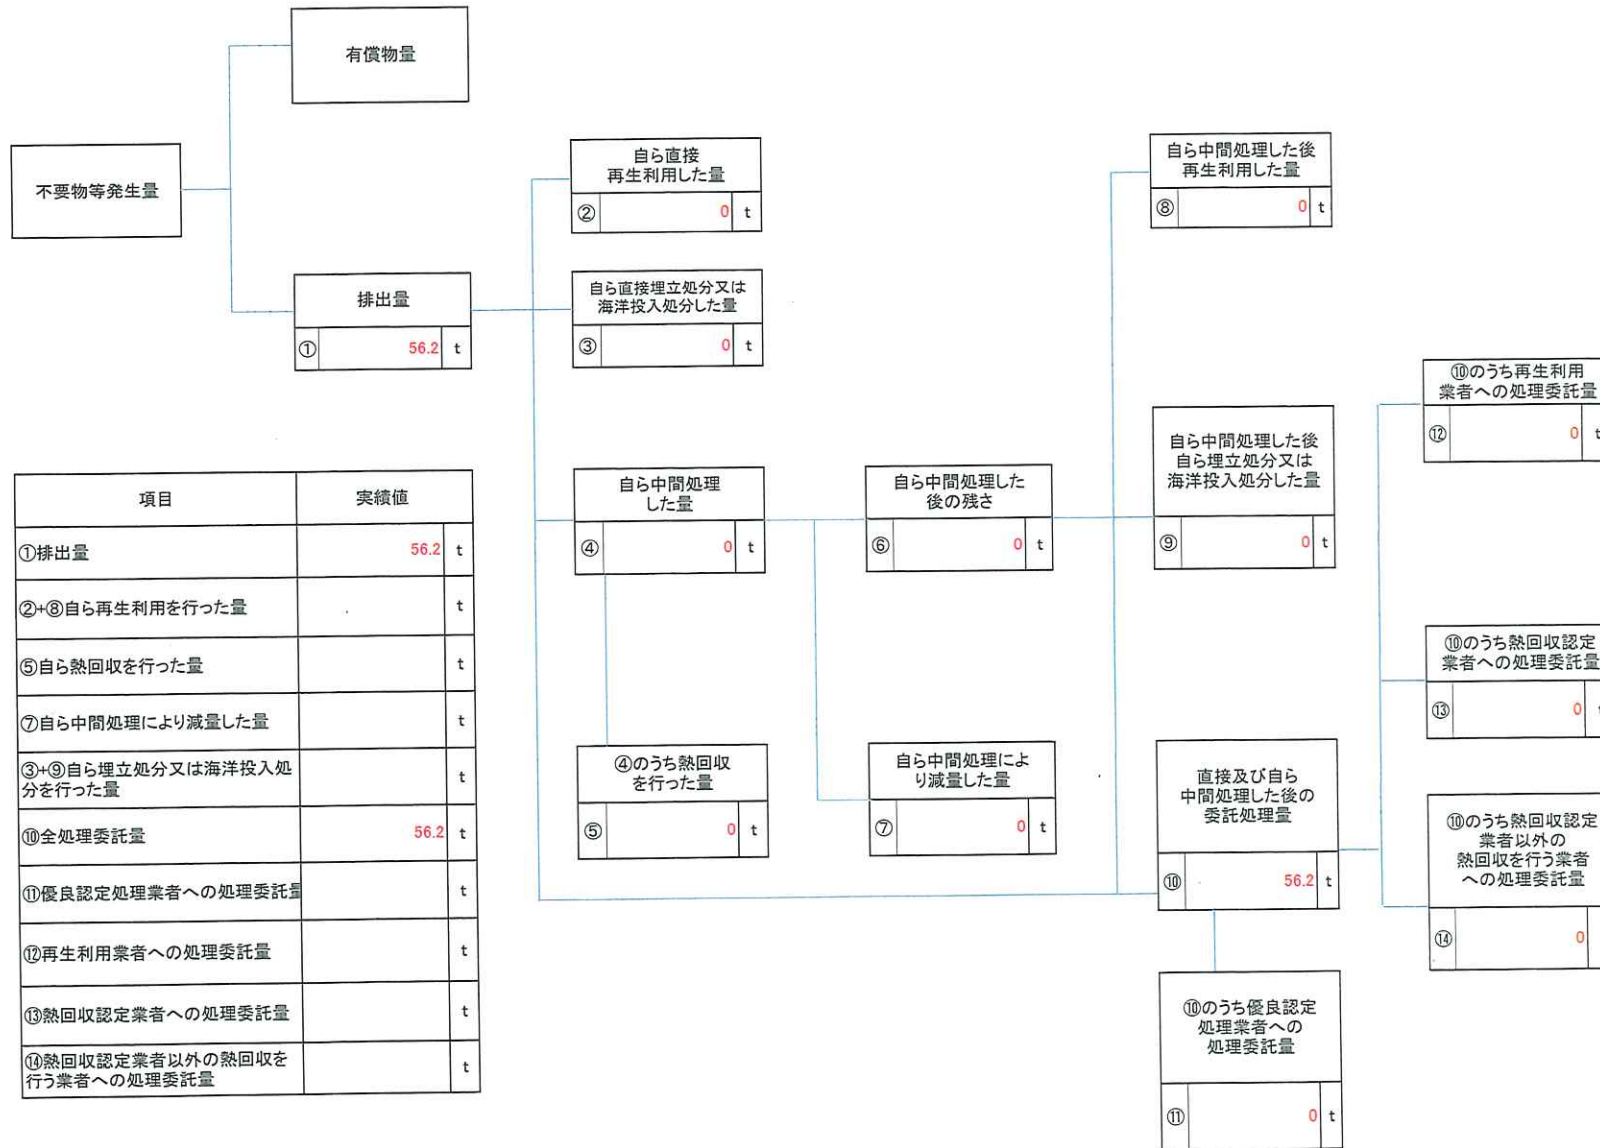 有償物量
不要物等発生量
排出量
① 56.2 t
自ら直接
再生利用した量
② 0 t
自ら直接埋立処分又は
海洋投入処分した量
③ 0 t
自ら中間処理
した量
④ 0 t
④のうち熱回収
を行った量
⑤ 0 t
自ら中間処理した
後の残さ
⑥ 0 t
自ら中間処理によ
り減量した量
⑦ 0 t
自ら中間処理した後
再生利用した量
⑧ 0 t
自ら中間処理した後
自ら埋立処分又は
海洋投入処分した量
⑨ 0 t
直接及び自ら
中間処理した後の
委託処理量
⑩ 56.2 t
⑩のうち優良認定
処理業者への
処理委託量
⑪ 0 t
⑩のうち再生利用
業者への処理委託量
⑫ 0 t
⑩のうち熱回収認定
業者への処理委託量
⑬ 0
⑩のうち熱回収認定
業者以外の
熱回収を行う業者
への処理委託量
⑭ 0
項目 実績値
①排出量 56.2 t
②+⑧自ら再生利用を行った量 t
⑤自ら熱回収を行った量 t
⑦自ら中間処理により減量した量 t
③+⑨自ら埋立処分又は海洋投入処
分を行った量 t
⑩全処理委託量 56.2 t
⑪優良認定処理業者への処理委託量 t
⑫再生利用業者への処理委託量 t
⑬熱回収認定業者への処理委託量 t
⑭熱回収認定業者以外の熱回収を
行う業者への処理委託量 t